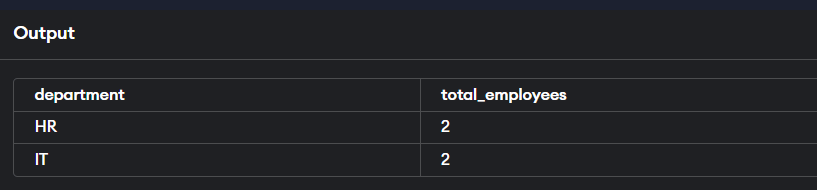 Output
department total_employees
HR 2
IT 2